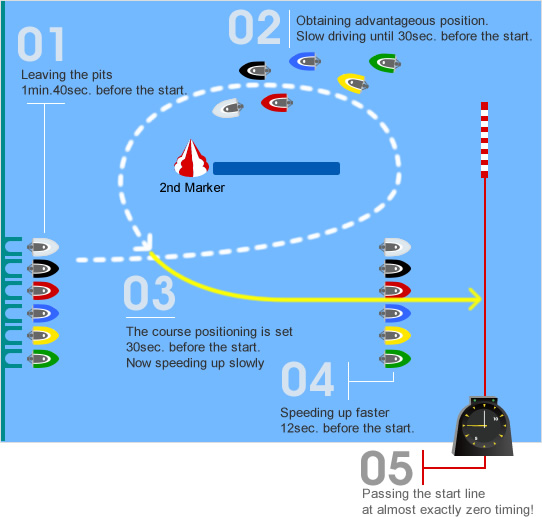 01
Leaving the pits
1min.40sec. before the start.
02
Obtaining advantageous position.
Slow driving until 30sec. before the start.
2nd Marker
03
The course positioning is set
30sec. before the start.
Now speeding up slowly
04
Speeding up faster
12sec. before the start.
05
Passing the start line
at almost exactly zero timing!